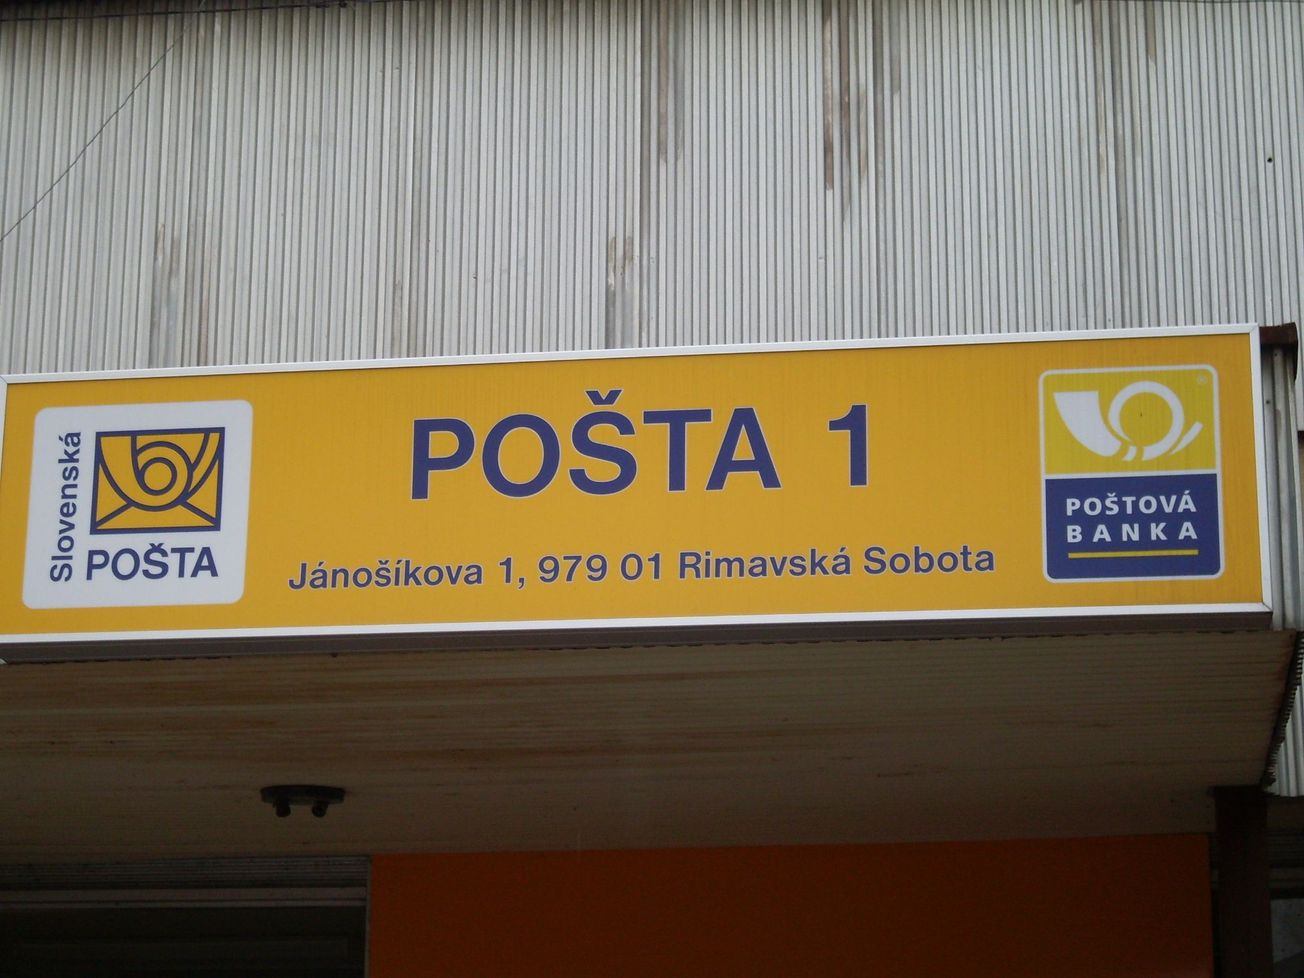 Slovenská
POŠTA
POŠTA 1
Jánošíkova 1, 979 01 Rimavská Sobota
®
POŠTOVÁ
BANKA